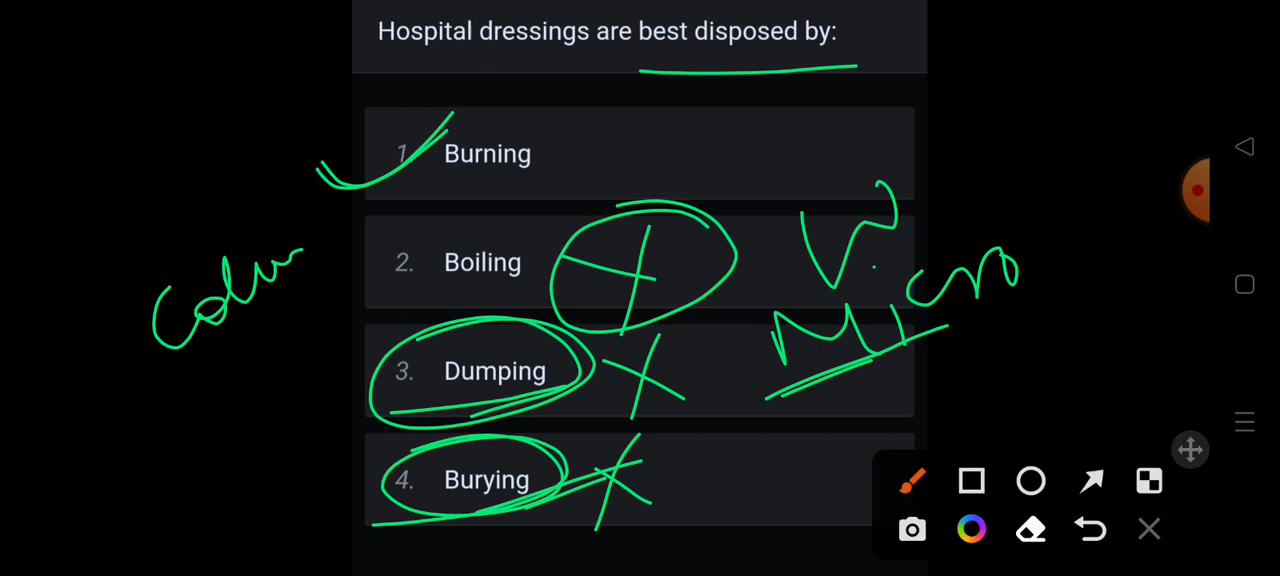 Hospital dressings are best disposed by:
1. Burning
2. Boiling
3. Dumping
4. Burying
Micro